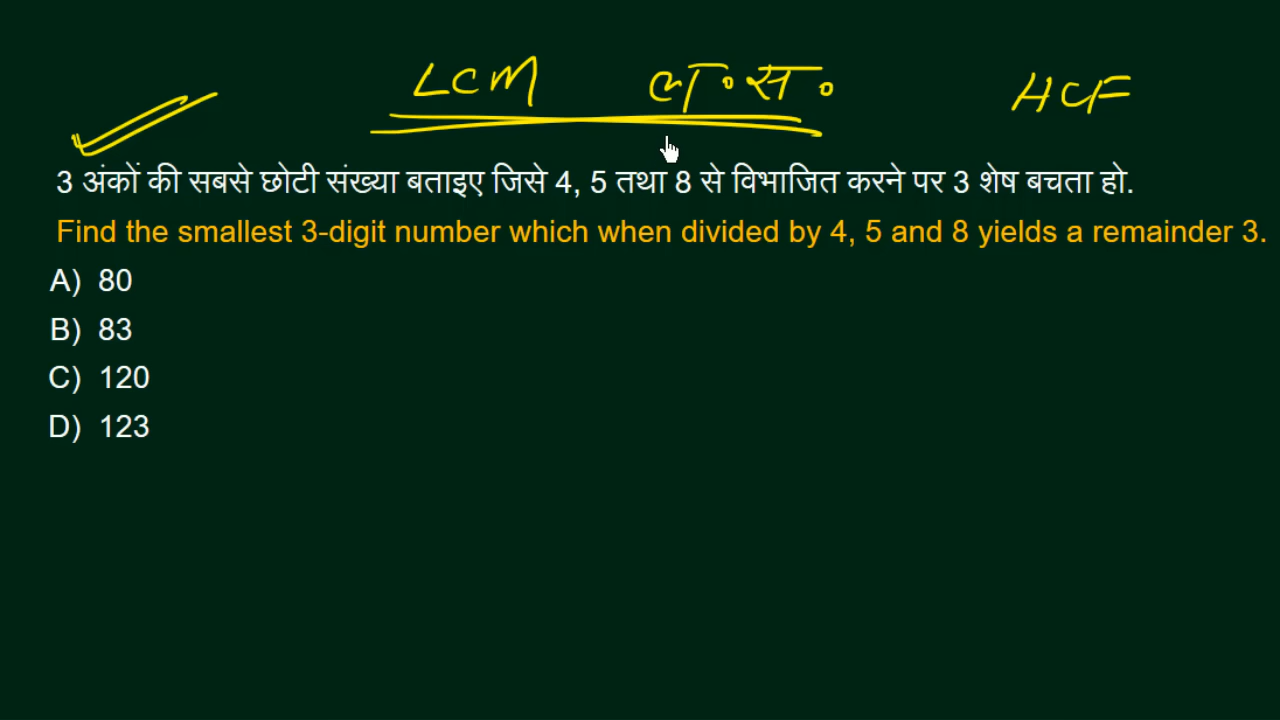 LCM ल॰स॰ HCF
3 अंकों की सबसे छोटी संख्या बताइए जिसे 4, 5 तथा 8 से विभाजित करने पर 3 शेष बचता हो.
Find the smallest 3-digit number which when divided by 4, 5 and 8 yields a remainder 3.
A) 80
B) 83
C) 120
D) 123